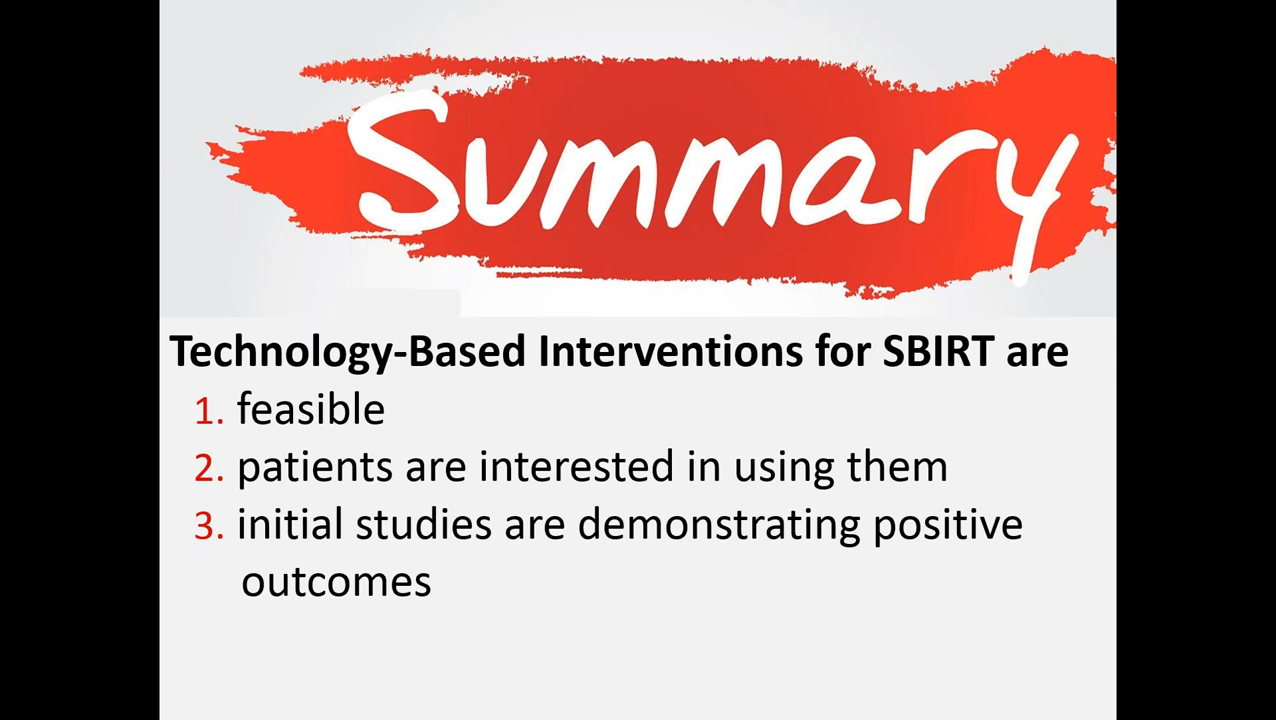 Summary
Technology-Based Interventions for SBIRT are
1. feasible
2. patients are interested in using them
3. initial studies are demonstrating positive
outcomes